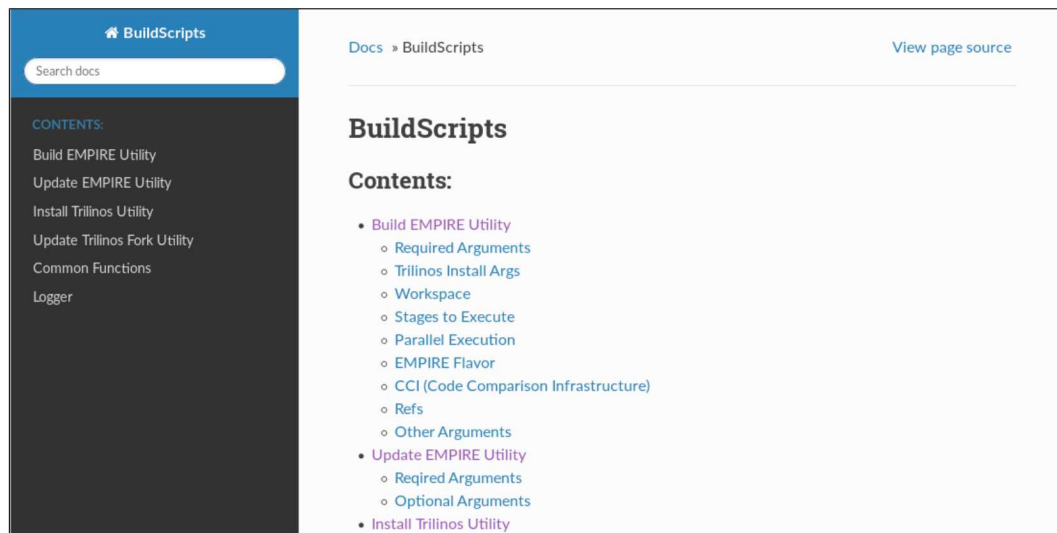 BuildScripts
Search docs
CONTENTS:
Build EMPIRE Utility
Update EMPIRE Utility
Install Trilinos Utility
Update Trilinos Fork Utility
Common Functions
Logger
Docs » BuildScripts
View page source
BuildScripts
Contents:
• Build EMPIRE Utility
◦ Required Arguments
◦ Trilinos Install Args
◦ Workspace
◦ Stages to Execute
◦ Parallel Execution
◦ EMPIRE Flavor
◦ CCI (Code Comparison Infrastructure)
◦ Refs
◦ Other Arguments
• Update EMPIRE Utility
◦ Reqired Arguments
◦ Optional Arguments
• Install Trilinos Utility